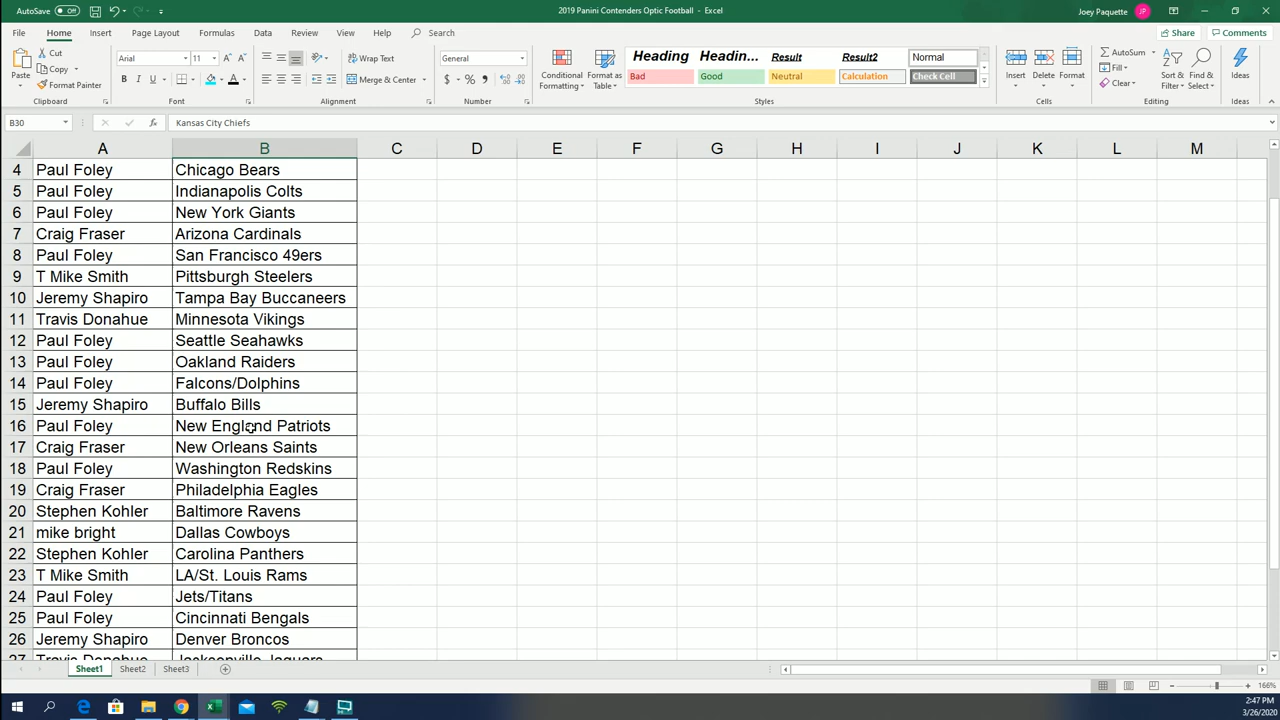 AutoSave Off 2019 Panini Contenders Optic Football - Excel Joey Paquette JP
File Home Insert Page Layout Formulas Data Review View Help Search Share Comments
Paste Cut Copy Format Painter Clipboard
Arial 11 A A B I U A Font
Wrap Text Merge & Center Alignment
General $ % , Number
Conditional Formatting Format as Table
Heading Headin... Result Result2 Normal
Bad Good Neutral Calculation Check Cell
Styles
Insert Delete Format Cells
AutoSum Fill Clear Sort & Filter Find & Select Editing
Ideas Ideas
B30 fx Kansas City Chiefs
A B C D E F G H I J K L M
4 Paul Foley Chicago Bears
5 Paul Foley Indianapolis Colts
6 Paul Foley New York Giants
7 Craig Fraser Arizona Cardinals
8 Paul Foley San Francisco 49ers
9 T Mike Smith Pittsburgh Steelers
10 Jeremy Shapiro Tampa Bay Buccaneers
11 Travis Donahue Minnesota Vikings
12 Paul Foley Seattle Seahawks
13 Paul Foley Oakland Raiders
14 Paul Foley Falcons/Dolphins
15 Jeremy Shapiro Buffalo Bills
16 Paul Foley New England Patriots
17 Craig Fraser New Orleans Saints
18 Paul Foley Washington Redskins
19 Craig Fraser Philadelphia Eagles
20 Stephen Kohler Baltimore Ravens
21 mike bright Dallas Cowboys
22 Stephen Kohler Carolina Panthers
23 T Mike Smith LA/St. Louis Rams
24 Paul Foley Jets/Titans
25 Paul Foley Cincinnati Bengals
26 Jeremy Shapiro Denver Broncos
27 Travis Donahue Jacksonville Jaguars
Sheet1 Sheet2 Sheet3
166%
2:47 PM
3/26/2020